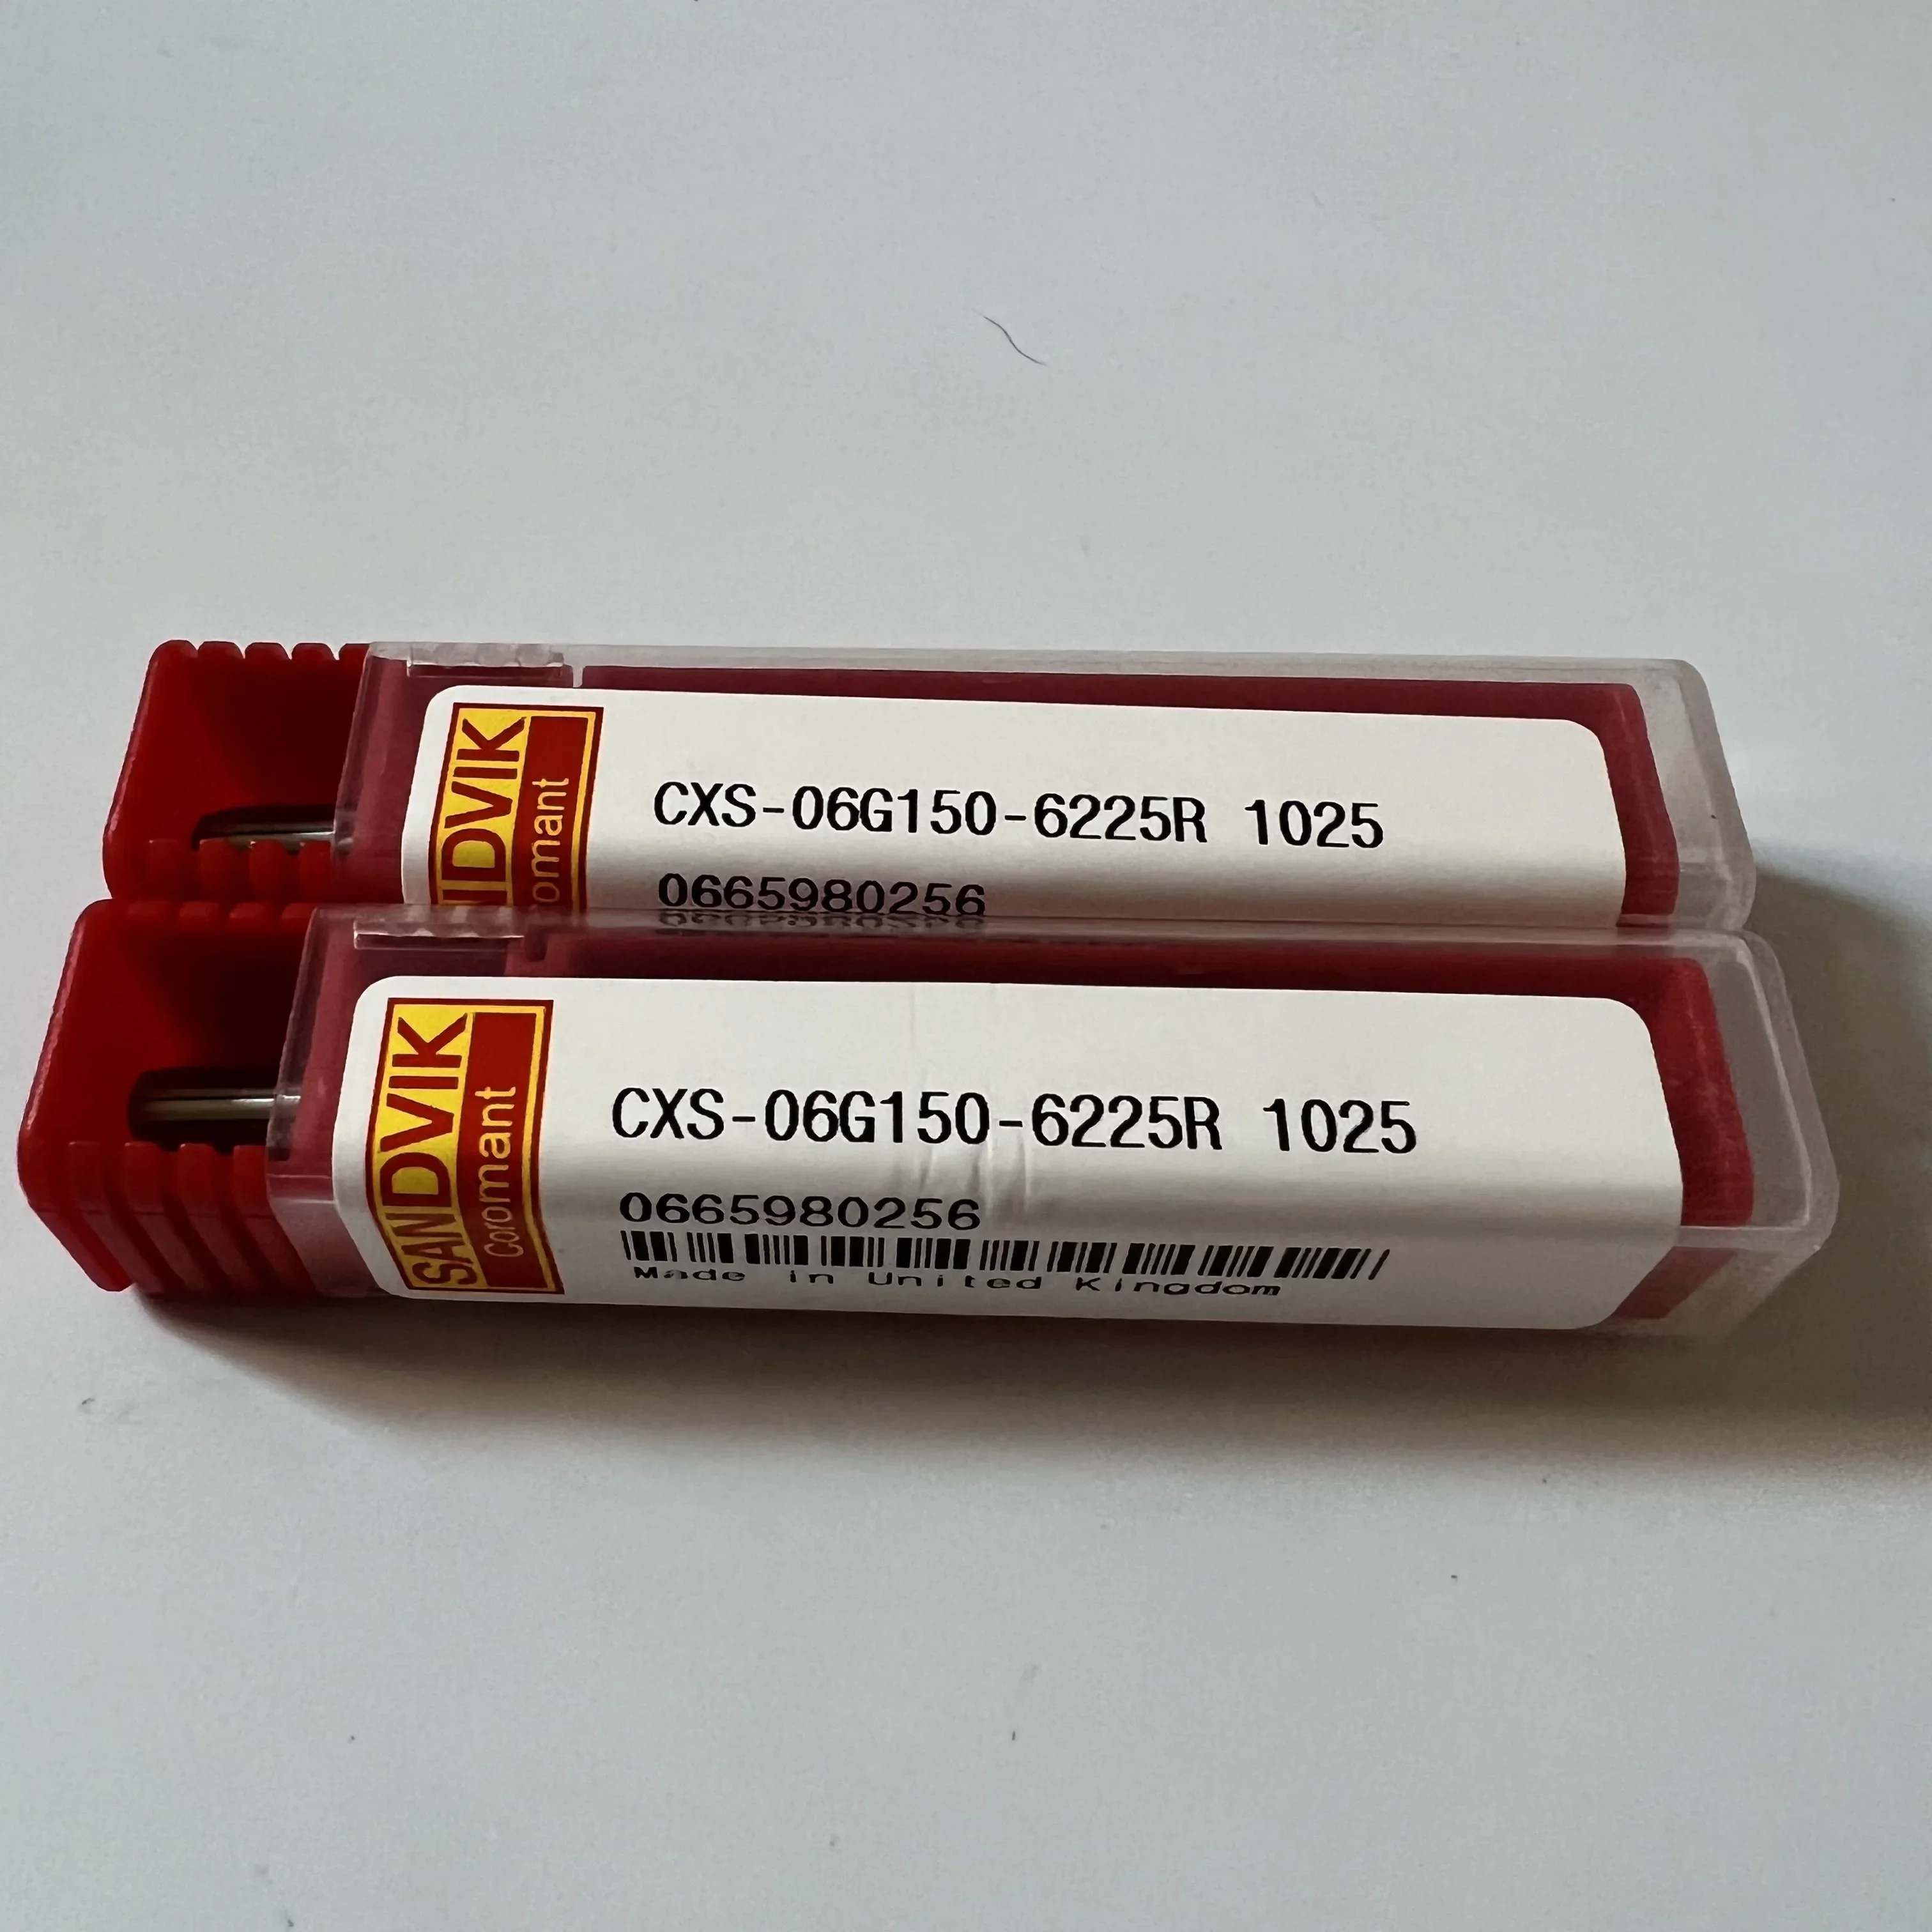 SANDVIK
Coromant
CXS-06G150-6225R 1025
0665980256
SANDVIK
Coromant
CXS-06G150-6225R 1025
0665980256
Made in United Kingdom